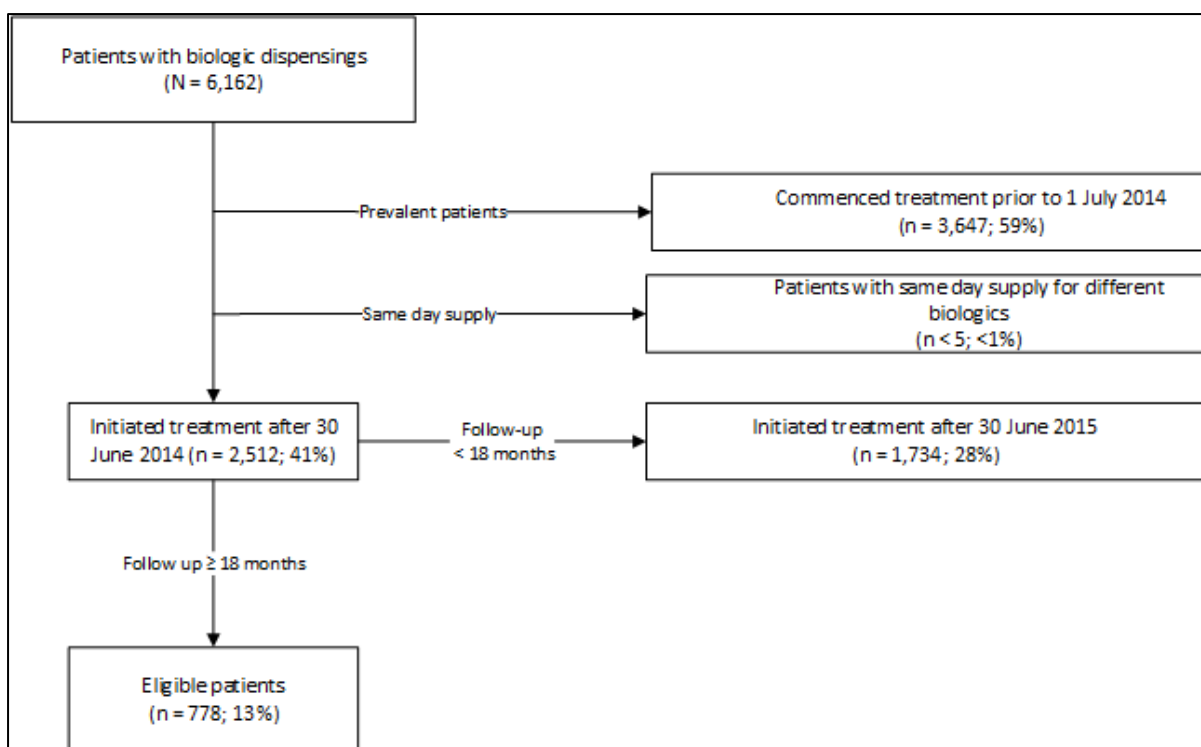 Patients with biologic dispensings
(N = 6,162)
Prevalent patients
Commenced treatment prior to 1 July 2014
(n = 3,647; 59%)
Same day supply
Patients with same day supply for different
biologics
(n < 5; <1%)
Initiated treatment after 30
June 2014 (n = 2,512; 41%)
Follow-up
< 18 months
Initiated treatment after 30 June 2015
(n = 1,734; 28%)
Follow up ≥ 18 months
Eligible patients
(n = 778; 13%)